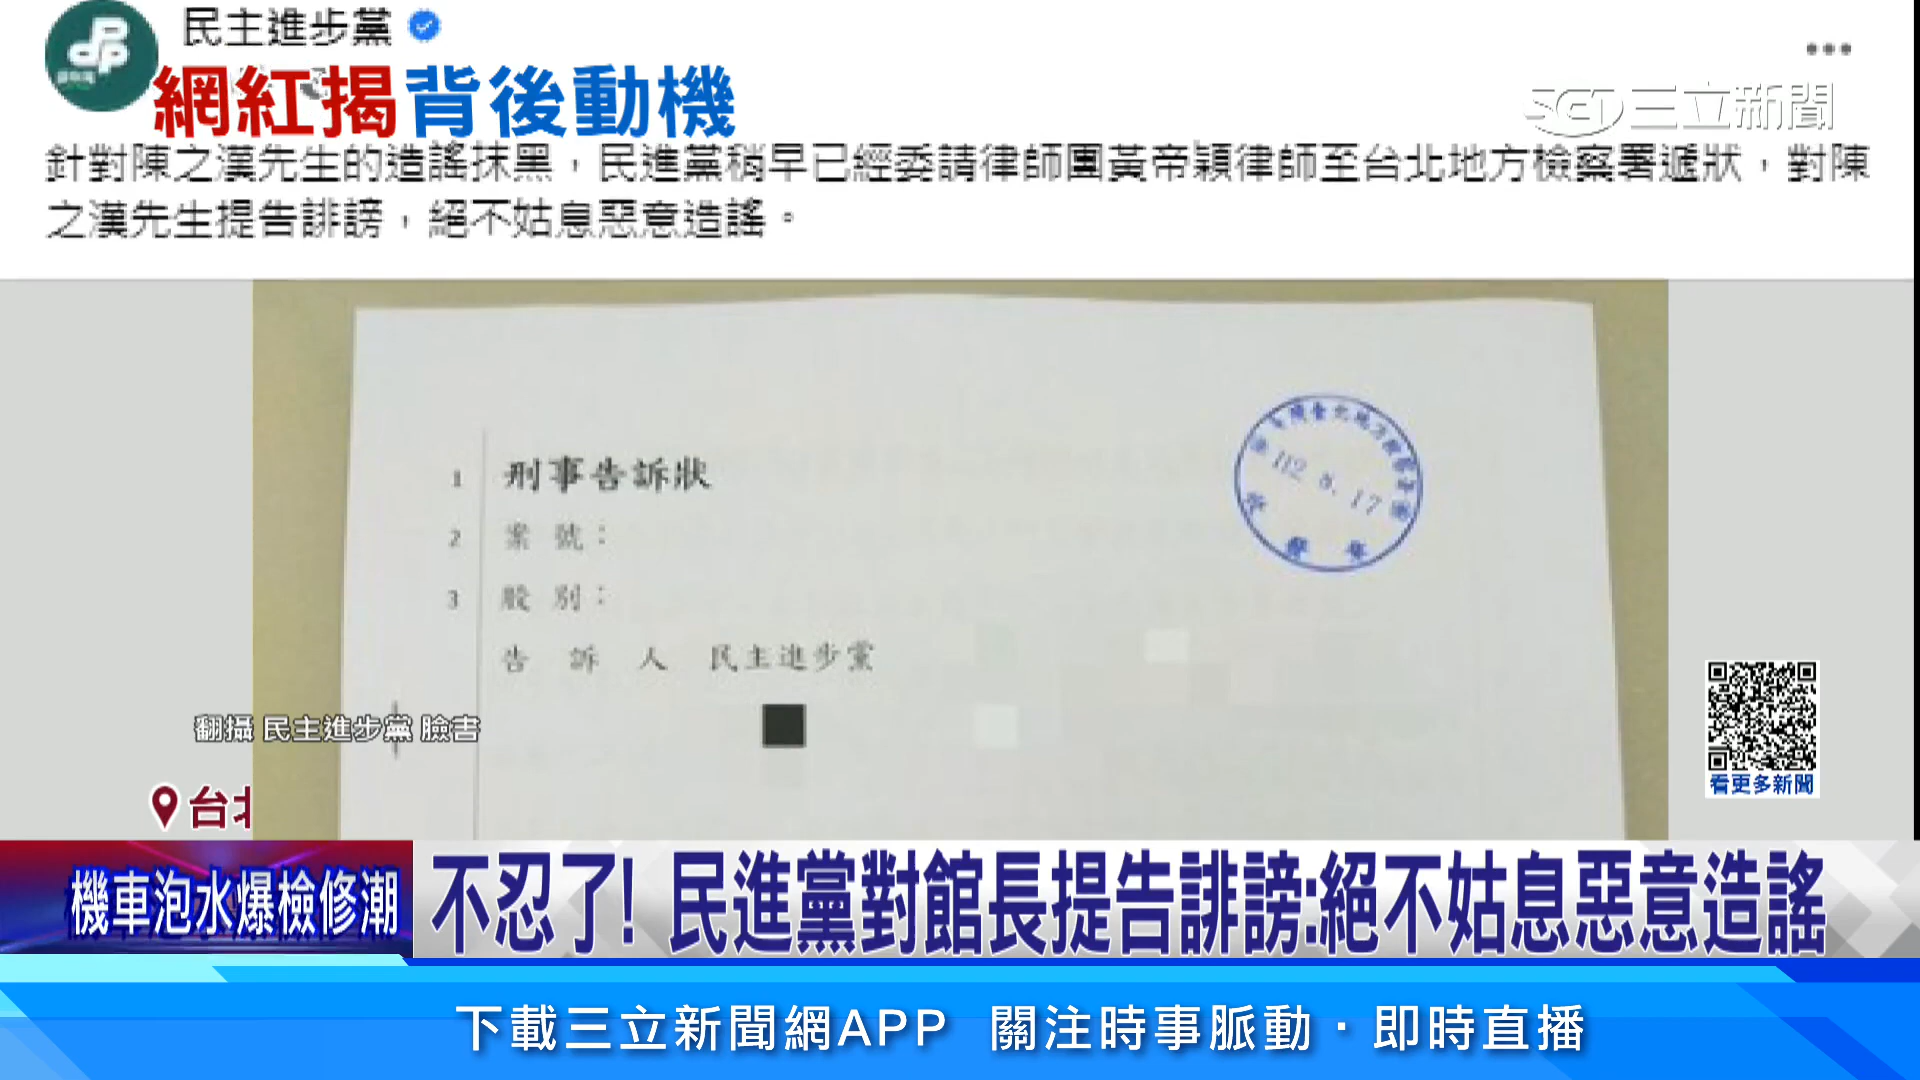 民主進步黨
網紅揭背後動機
SET三立新聞
針對陳之漢先生的造謠抹黑，民進黨稍早已經委請律師團黃帝穎律師至台北地方檢察署遞狀，對陳
之漢先生提告誹謗，絕不姑息惡意造謠。
1 刑事告訴狀
2 案 號：
3 股 別：
告 訴 人 民主進步黨
翻攝 民主進步黨 臉書
看更多新聞
台北
機車泡水爆檢修潮
不忍了! 民進黨對館長提告誹謗:絕不姑息惡意造謠
下載三立新聞網APP 關注時事脈動·即時直播